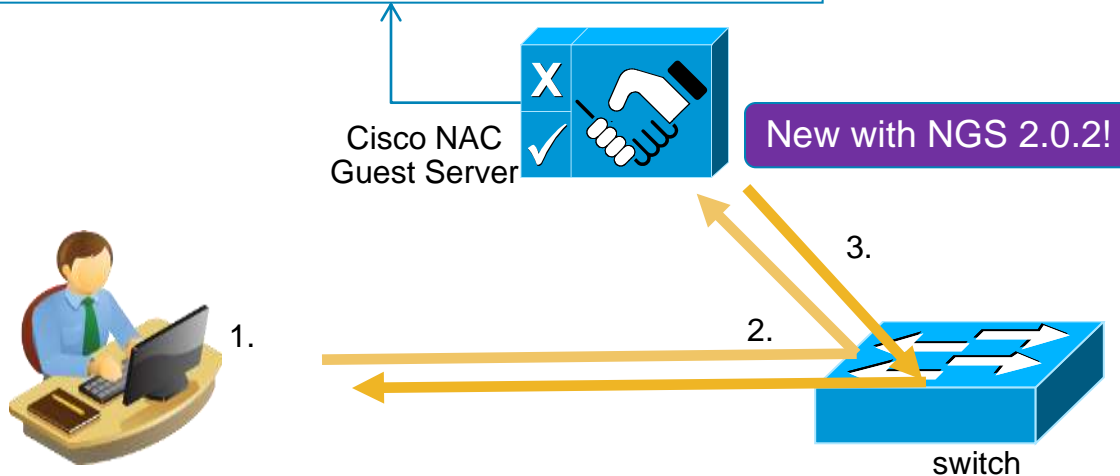 X
Cisco NAC
Guest Server
New with NGS 2.0.2!
3.
1.
2.
switch